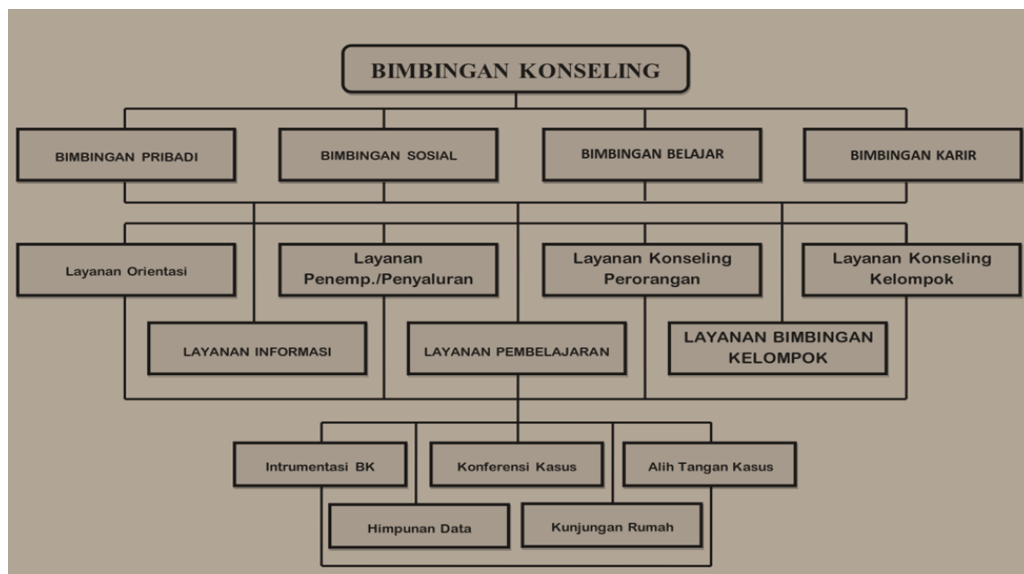 BIMBINGAN KONSELING
BIMBINGAN PRIBADI
BIMBINGAN SOSIAL
BIMBINGAN BELAJAR
BIMBINGAN KARIR
Layanan Orientasi
Layanan
Penemp./Penyaluran
Layanan Konseling
Perorangan
Layanan Konseling
Kelompok
LAYANAN INFORMASI
LAYANAN PEMBELAJARAN
LAYANAN BIMBINGAN
KELOMPOK
Intrumentasi BK
Konferensi Kasus
Alih Tangan Kasus
Himpunan Data
Kunjungan Rumah